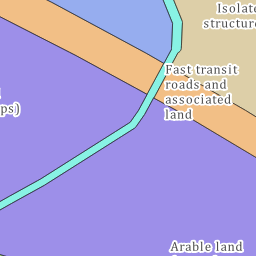 Isolate
structure
Fast transit
roads and
associated
land
ps)
Arable land